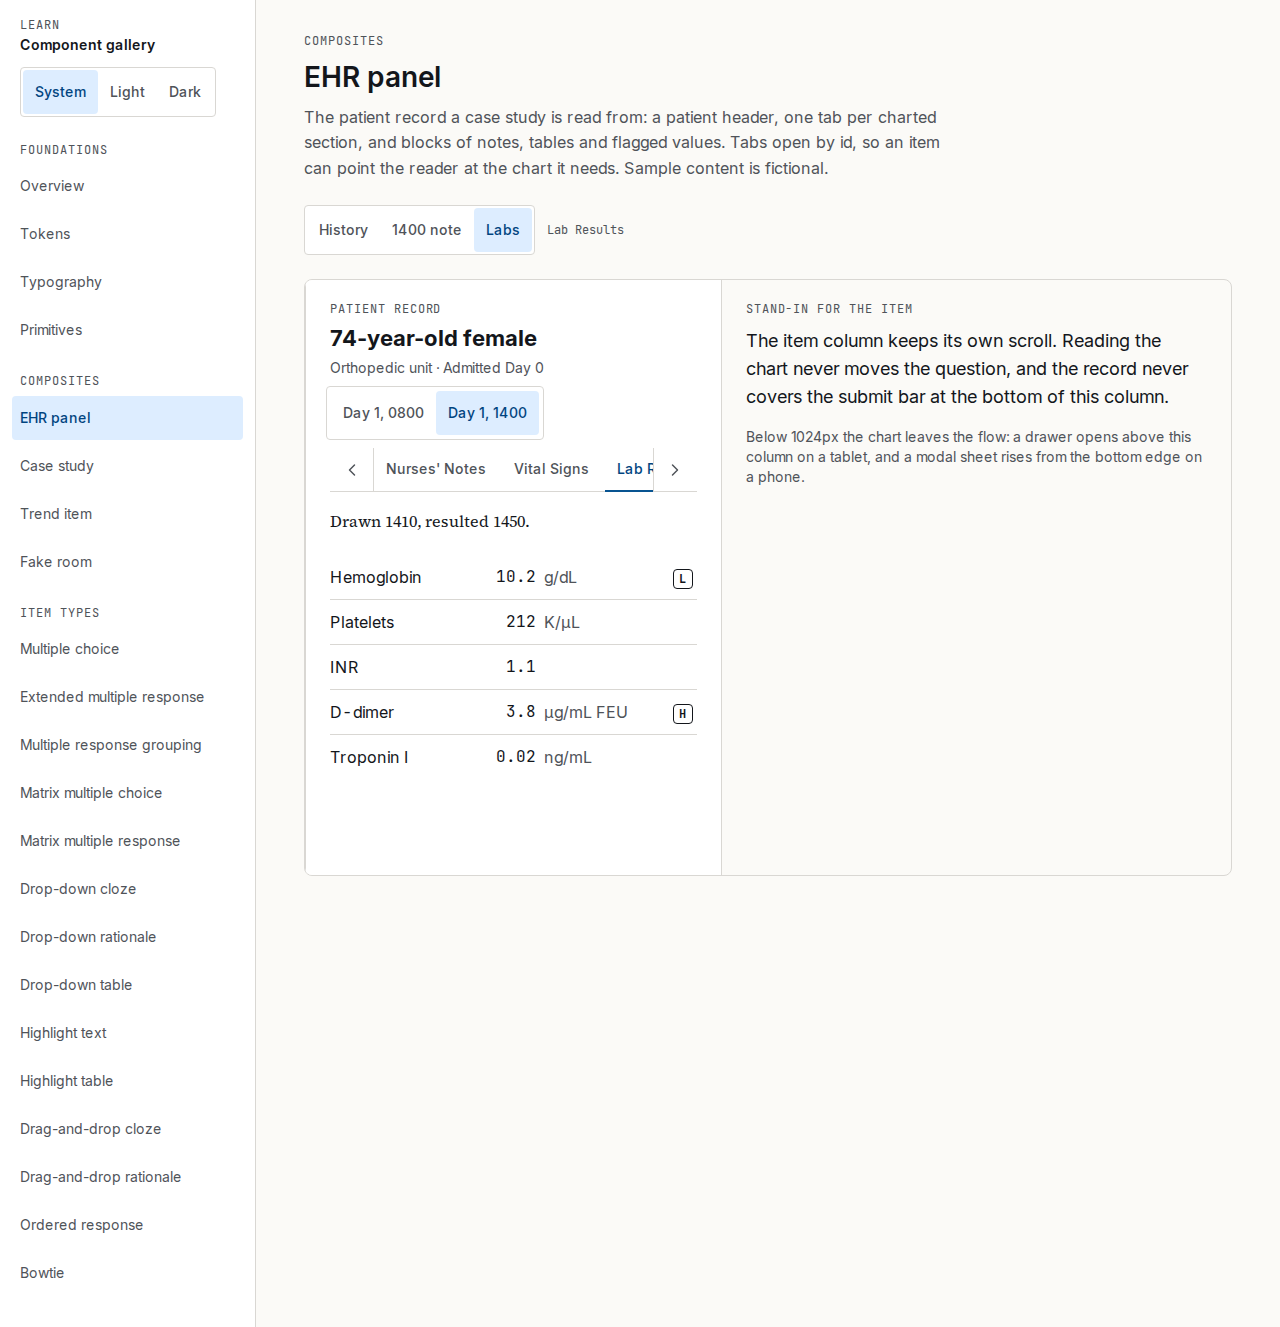 LEARN
Component gallery
System Light Dark
FOUNDATIONS
Overview
Tokens
Typography
Primitives
COMPOSITES
EHR panel
Case study
Trend item
Fake room
ITEM TYPES
Multiple choice
Extended multiple response
Multiple response grouping
Matrix multiple choice
Matrix multiple response
Drop-down cloze
Drop-down rationale
Drop-down table
Highlight text
Highlight table
Drag-and-drop cloze
Drag-and-drop rationale
Ordered response
Bowtie
COMPOSITES
EHR panel
The patient record a case study is read from: a patient header, one tab per charted
section, and blocks of notes, tables and flagged values. Tabs open by id, so an item
can point the reader at the chart it needs. Sample content is fictional.
History 1400 note Labs Lab Results
PATIENT RECORD
74-year-old female
Orthopedic unit · Admitted Day 0
Day 1, 0800 Day 1, 1400
Nurses' Notes Vital Signs Lab R
Drawn 1410, resulted 1450.
Hemoglobin 10.2 g/dL L
Platelets 212 K/µL
INR 1.1
D-dimer 3.8 µg/mL FEU H
Troponin I 0.02 ng/mL
STAND-IN FOR THE ITEM
The item column keeps its own scroll. Reading the
chart never moves the question, and the record never
covers the submit bar at the bottom of this column.
Below 1024px the chart leaves the flow: a drawer opens above this
column on a tablet, and a modal sheet rises from the bottom edge on
a phone.